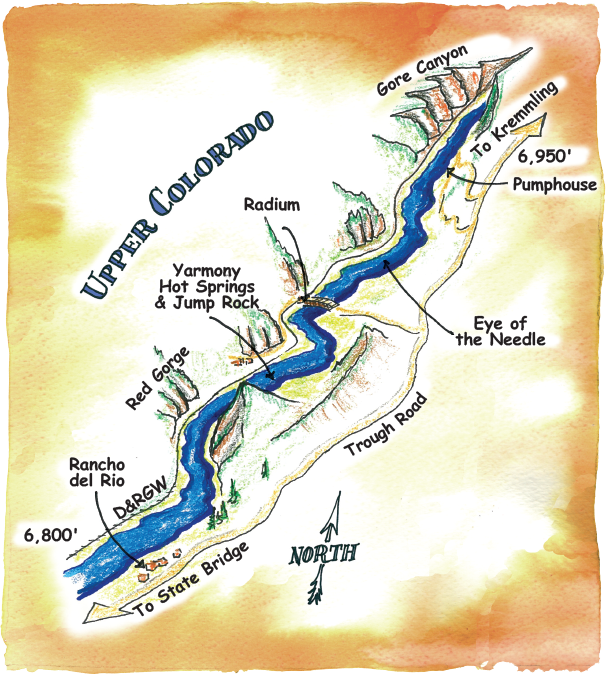 Gore Canyon
To Kremmling
6,950'
Pumphouse
UPPER COLORADO
Radium
Yarmony
Hot Springs
& Jump Rock
Eye of
the Needle
Red Gorge
Trough Road
Rancho
del Rio
D&RGW
6,800'
NORTH
To State Bridge